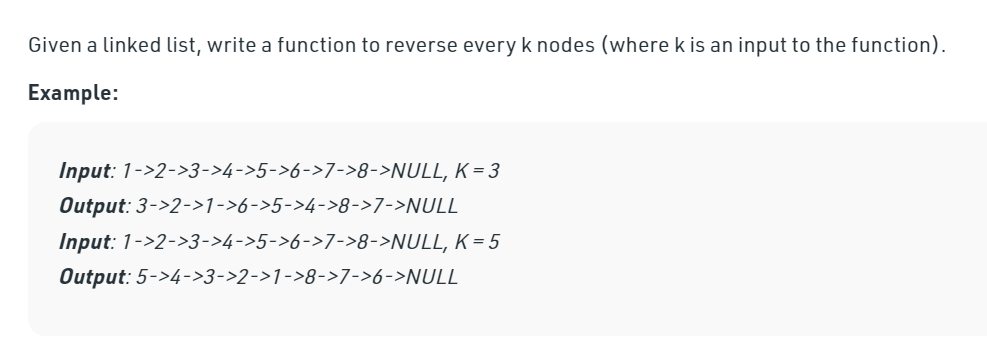 Given a linked list, write a function to reverse every k nodes (where k is an input to the function).
Example:
Input: 1->2->3->4->5->6->7->8->NULL, K = 3
Output: 3->2->1->6->5->4->8->7->NULL
Input: 1->2->3->4->5->6->7->8->NULL, K = 5
Output: 5->4->3->2->1->8->7->6->NULL